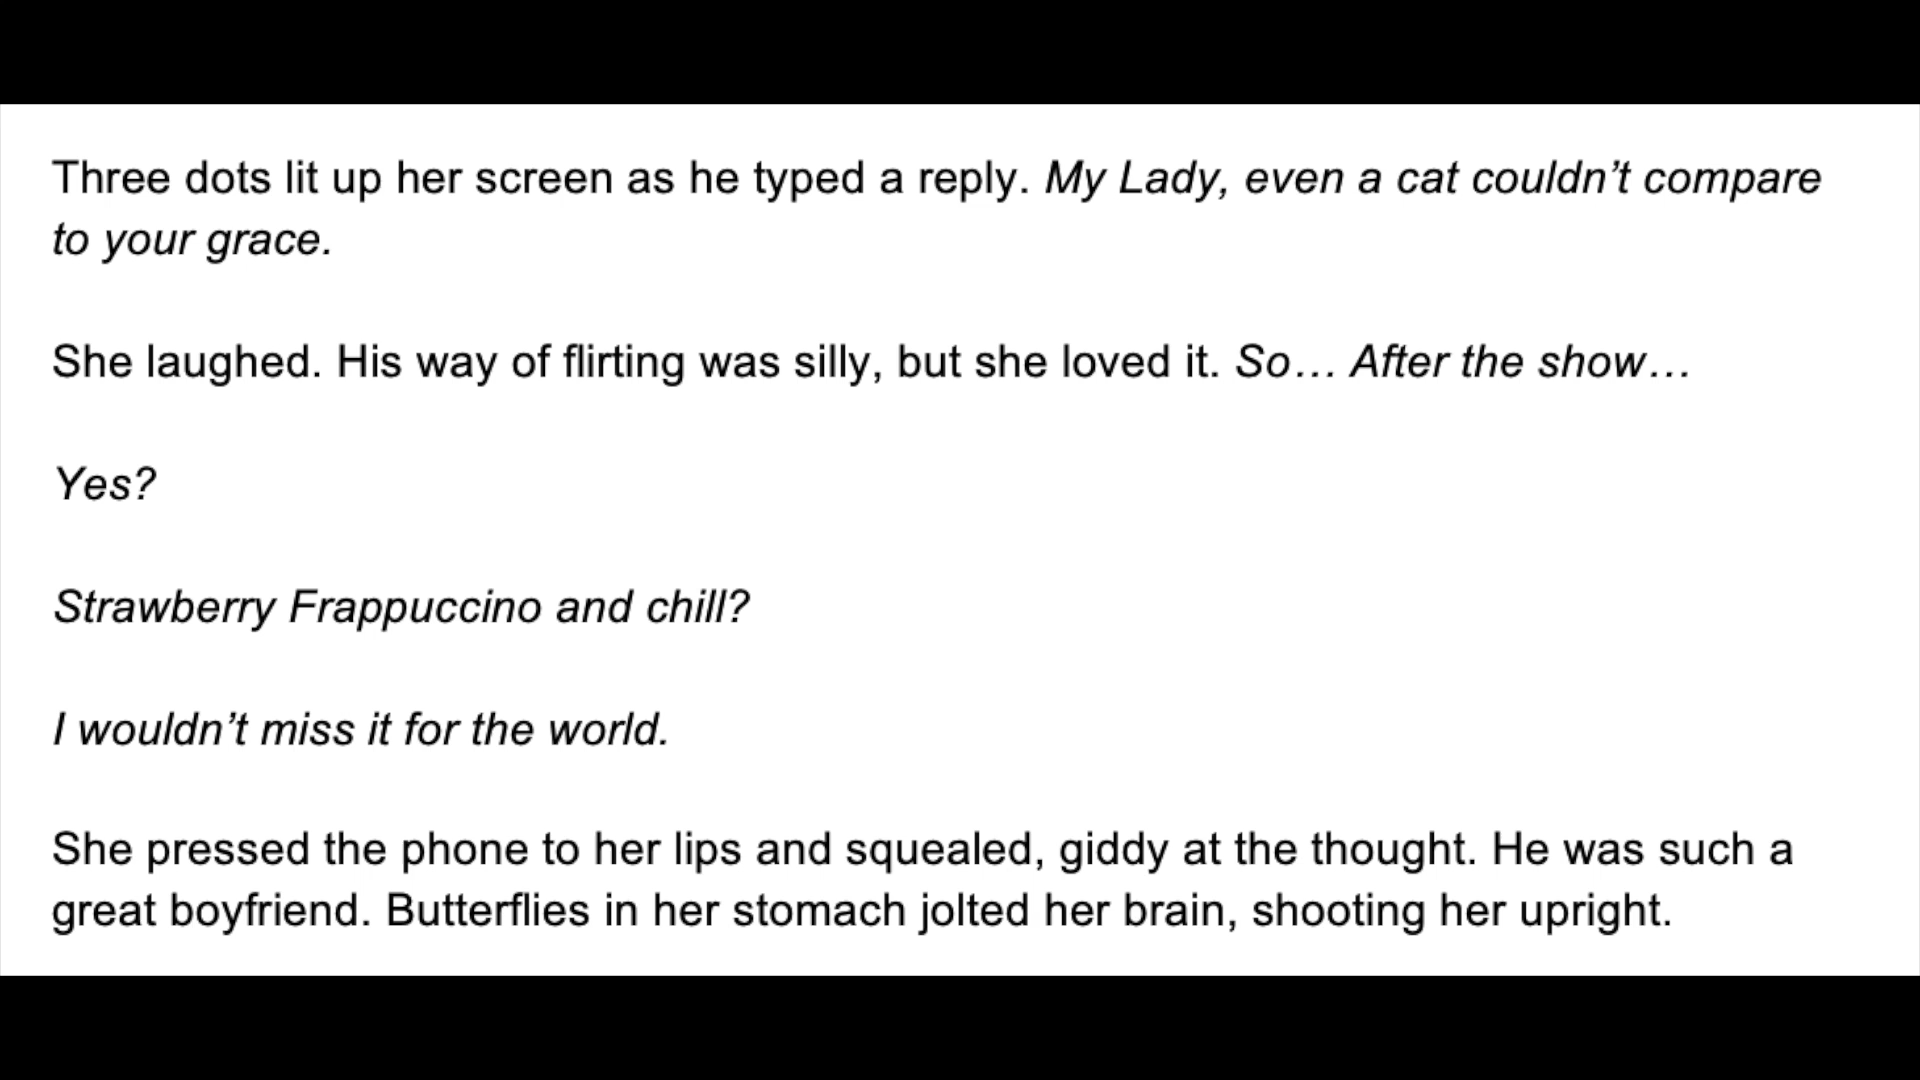 Three dots lit up her screen as he typed a reply. My Lady, even a cat couldn’t compare
to your grace.
She laughed. His way of flirting was silly, but she loved it. So… After the show…
Yes?
Strawberry Frappuccino and chill?
I wouldn’t miss it for the world.
She pressed the phone to her lips and squealed, giddy at the thought. He was such a
great boyfriend. Butterflies in her stomach jolted her brain, shooting her upright.